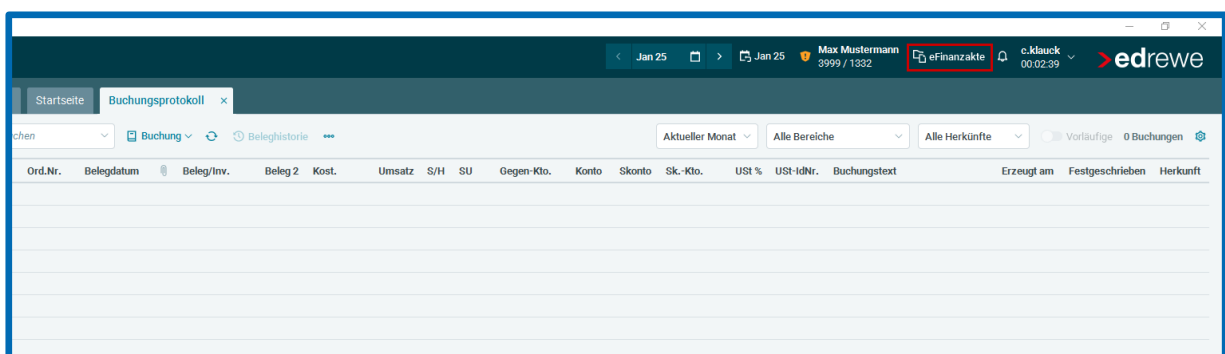 Jan 25 Jan 25 Max Mustermann 3999 / 1332 eFinanzakte c.klauck 00:02:39 >edrewe
Startseite Buchungsprotokoll ×
Buchung Beleghistorie Aktueller Monat Alle Bereiche Alle Herkünfte Vorläufige 0 Buchungen
Ord.Nr. Belegdatum Beleg/Inv. Beleg 2 Kost. Umsatz S/H SU Gegen-Kto. Konto Skonto Sk.-Kto. USt % USt-IdNr. Buchungstext Erzeugt am Festgeschrieben Herkunft